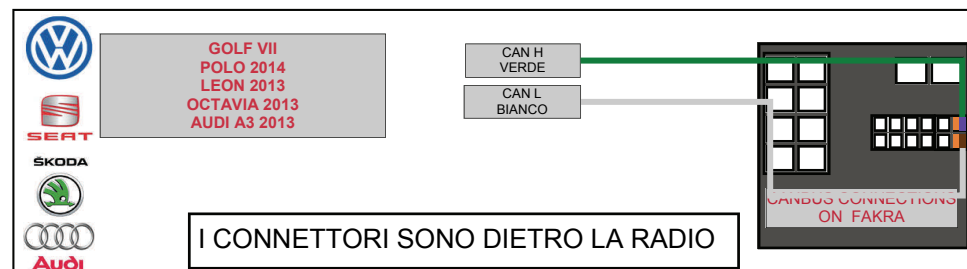 GOLF VII
POLO 2014
LEON 2013
OCTAVIA 2013
AUDI A3 2013
CAN H
VERDE
CAN L
BIANCO
SEAT
ŠKODA
Audi
CANBUS CONNECTIONS
ON FAKRA
I CONNETTORI SONO DIETRO LA RADIO